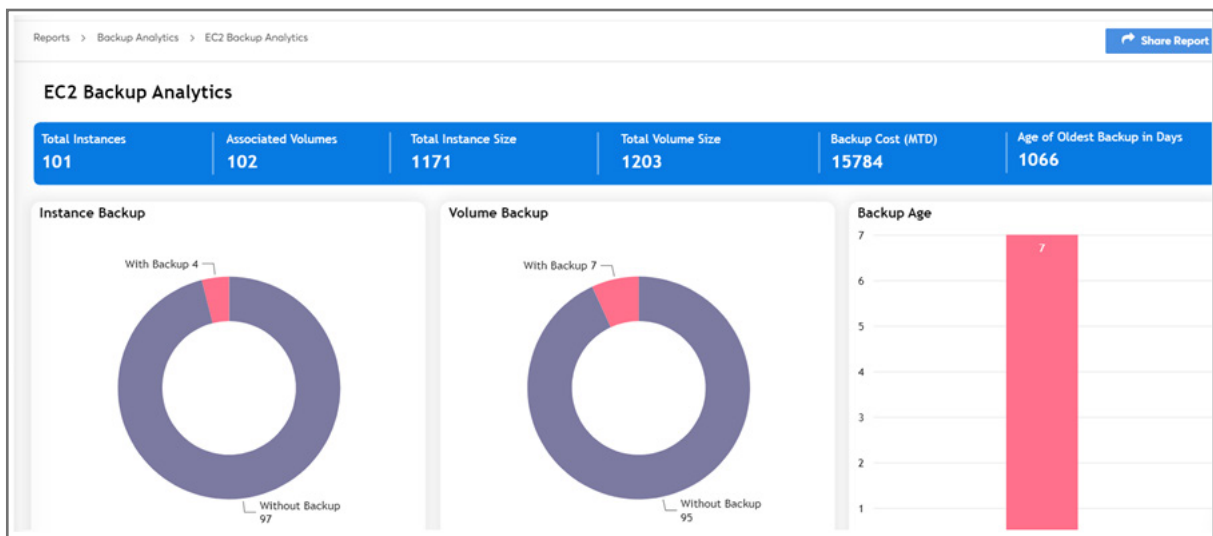 Reports > Backup Analytics > EC2 Backup Analytics
Share Report
EC2 Backup Analytics
Total Instances
101
Associated Volumes
102
Total Instance Size
1171
Total Volume Size
1203
Backup Cost (MTD)
15784
Age of Oldest Backup in Days
1066
Instance Backup
With Backup 4
Without Backup
97
Volume Backup
With Backup 7
Without Backup
95
Backup Age
7
7
6
5
4
3
2
1